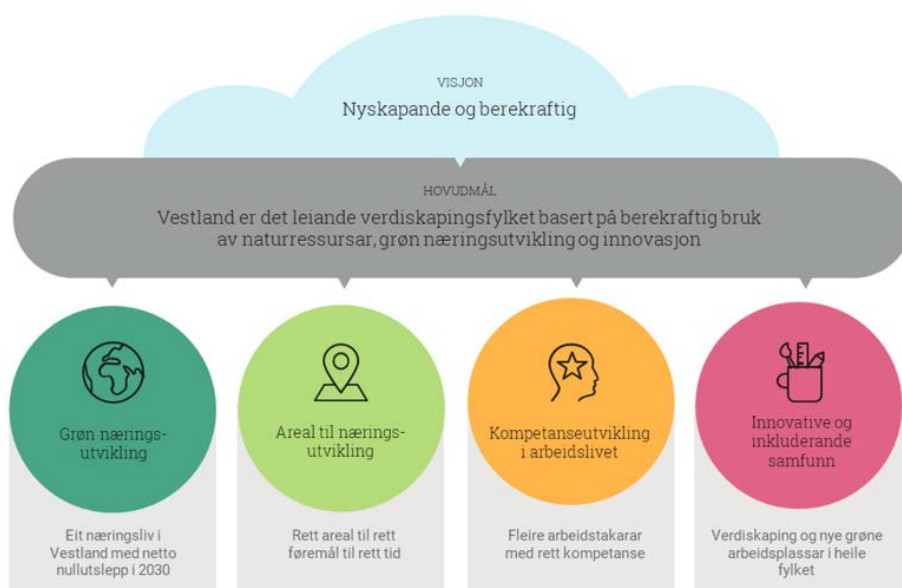 VISJON
Nyskapande og berekraftig
HOVUDMÅL
Vestland er det leiande verdiskapingsfylket basert på berekraftig bruk
av naturressursar, grøn næringsutvikling og innovasjon
Grøn nærings-
utvikling
Areal til nærings-
utvikling
Kompetanseutvikling
i arbeidslivet
Innovative og
inkluderande
samfunn
Eit næringsliv i
Vestland med netto
nullutslepp i 2030
Rett areal til rett
føremål til rett tid
Fleire arbeidstakarar
med rett kompetanse
Verdiskaping og nye grøne
arbeidsplassar i heile
fylket